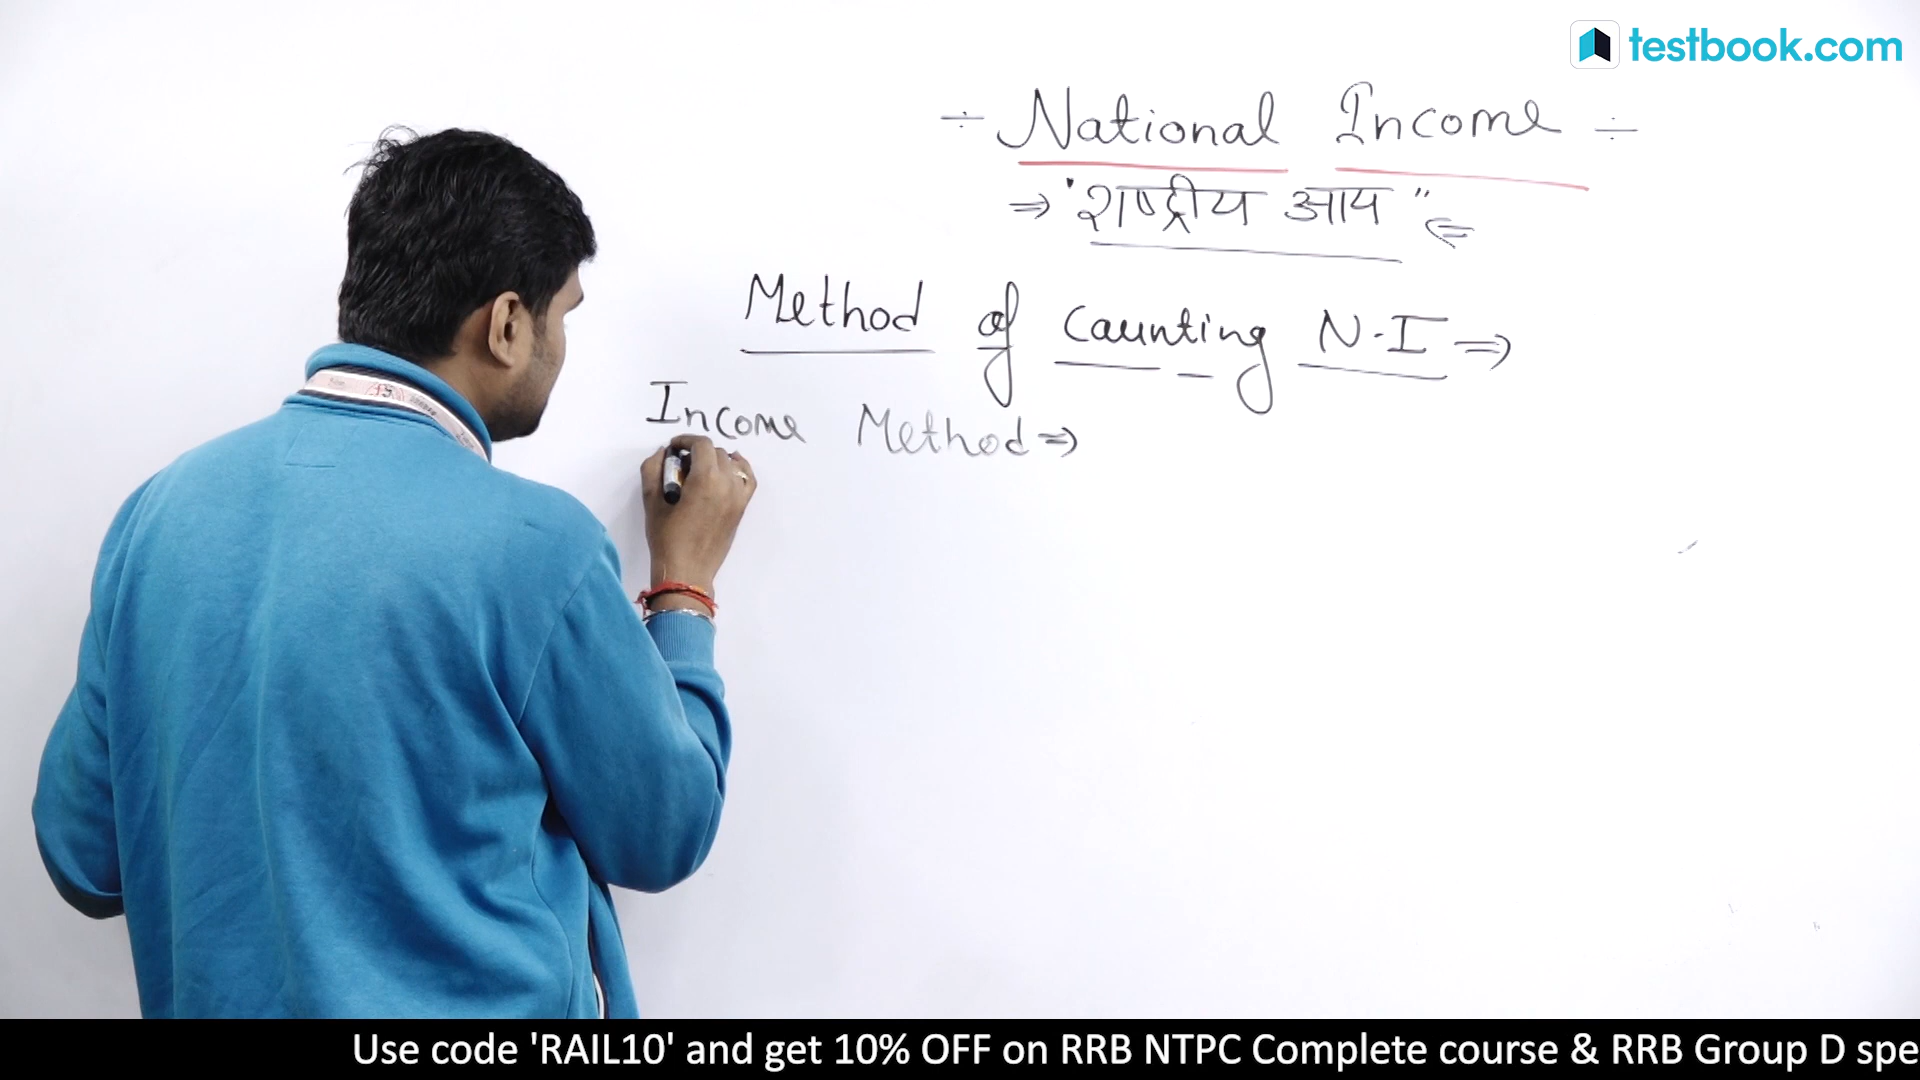 testbook.com
÷ National Income ÷
⇒ "राष्ट्रीय आय" ⇐
Method of Counting N.I ⇒
Income Method ⇒
Use code 'RAIL10' and get 10% OFF on RRB NTPC Complete course & RRB Group D spe